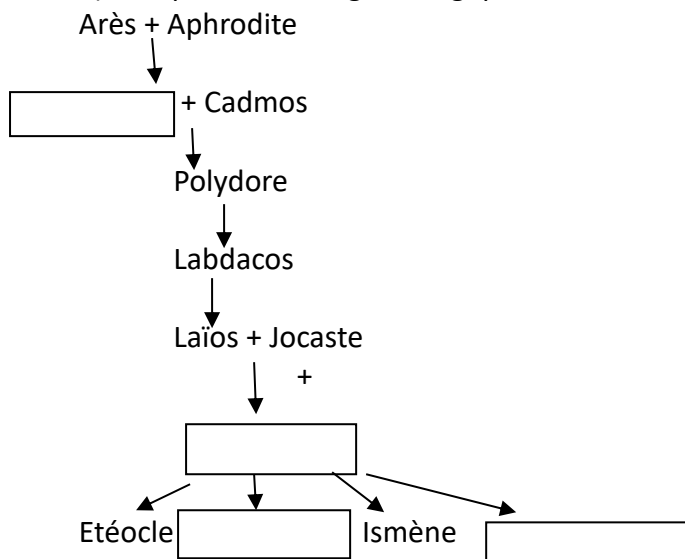 Arès + Aphrodite
+ Cadmos
Polydore
Labdacos
Laïos + Jocaste
+
Etéocle Ismène